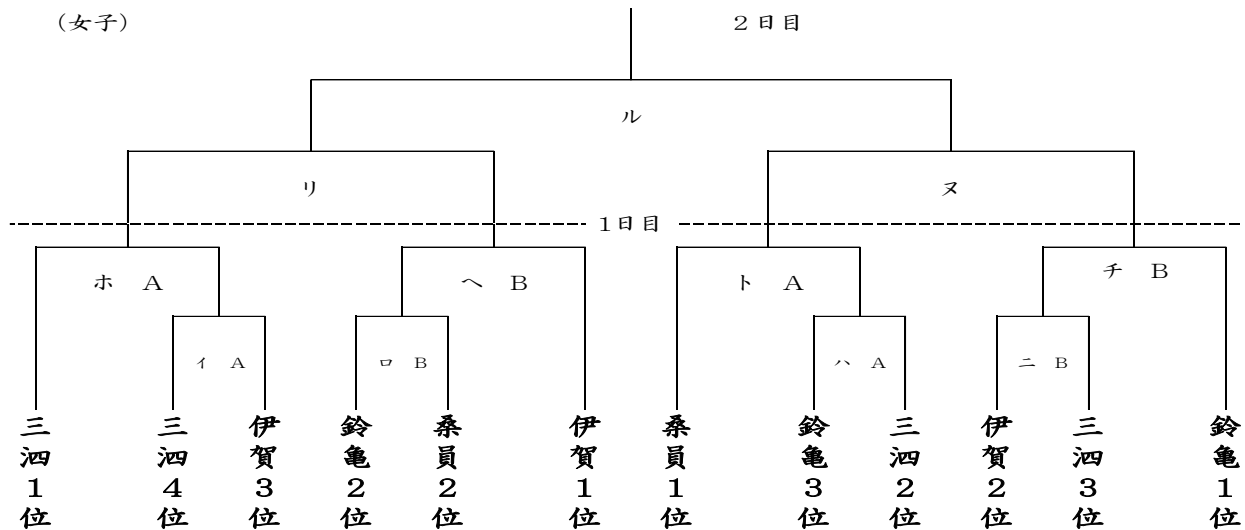 (女子)
2日目
ル
リ
ヌ
1日目
ホ A
ヘ B
ト A
チ B
イ A
ロ B
ハ A
ニ B
三泗1位
三泗4位
伊賀3位
鈴亀2位
桑員2位
伊賀1位
桑員1位
鈴亀3位
三泗2位
伊賀2位
三泗3位
鈴亀1位